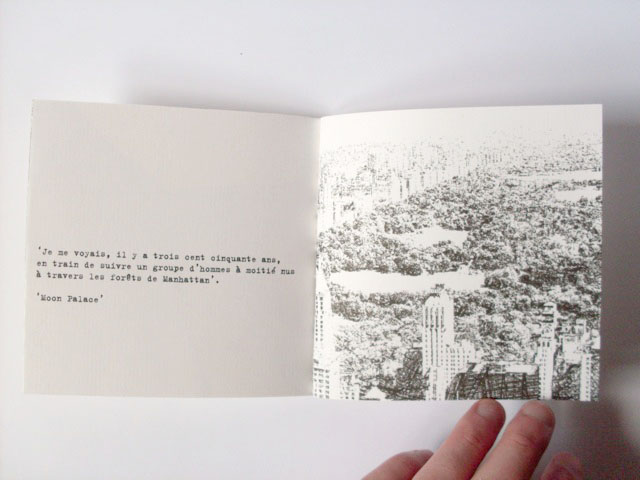 'Je me voyais, il y a trois cent cinquante ans,
en train de suivre un groupe d'hommes à moitié nus
à travers les forêts de Manhattan'.
'Moon Palace'